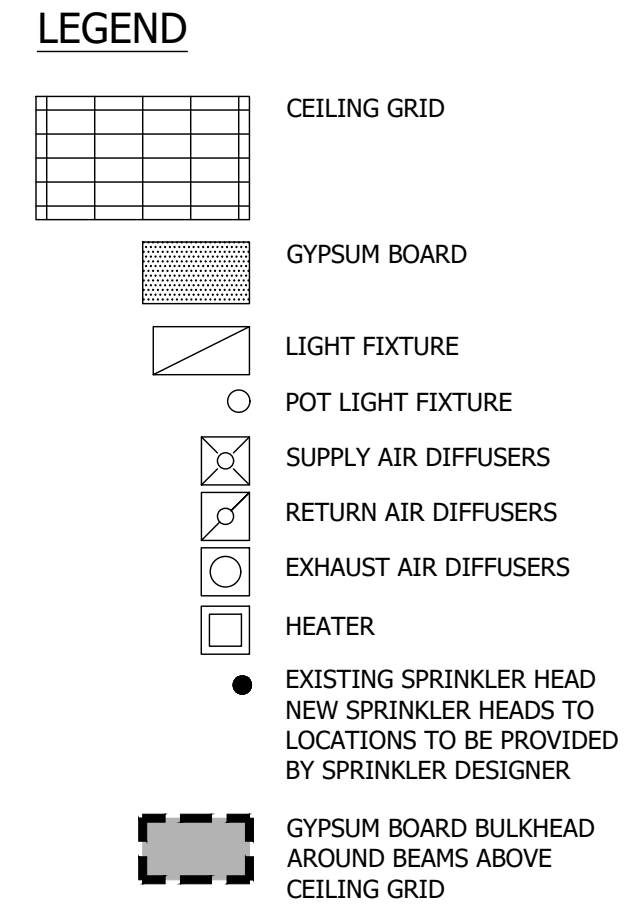 LEGEND
CEILING GRID
GYPSUM BOARD
LIGHT FIXTURE
POT LIGHT FIXTURE
SUPPLY AIR DIFFUSERS
RETURN AIR DIFFUSERS
EXHAUST AIR DIFFUSERS
HEATER
EXISTING SPRINKLER HEAD
NEW SPRINKLER HEADS TO
LOCATIONS TO BE PROVIDED
BY SPRINKLER DESIGNER
GYPSUM BOARD BULKHEAD
AROUND BEAMS ABOVE
CEILING GRID